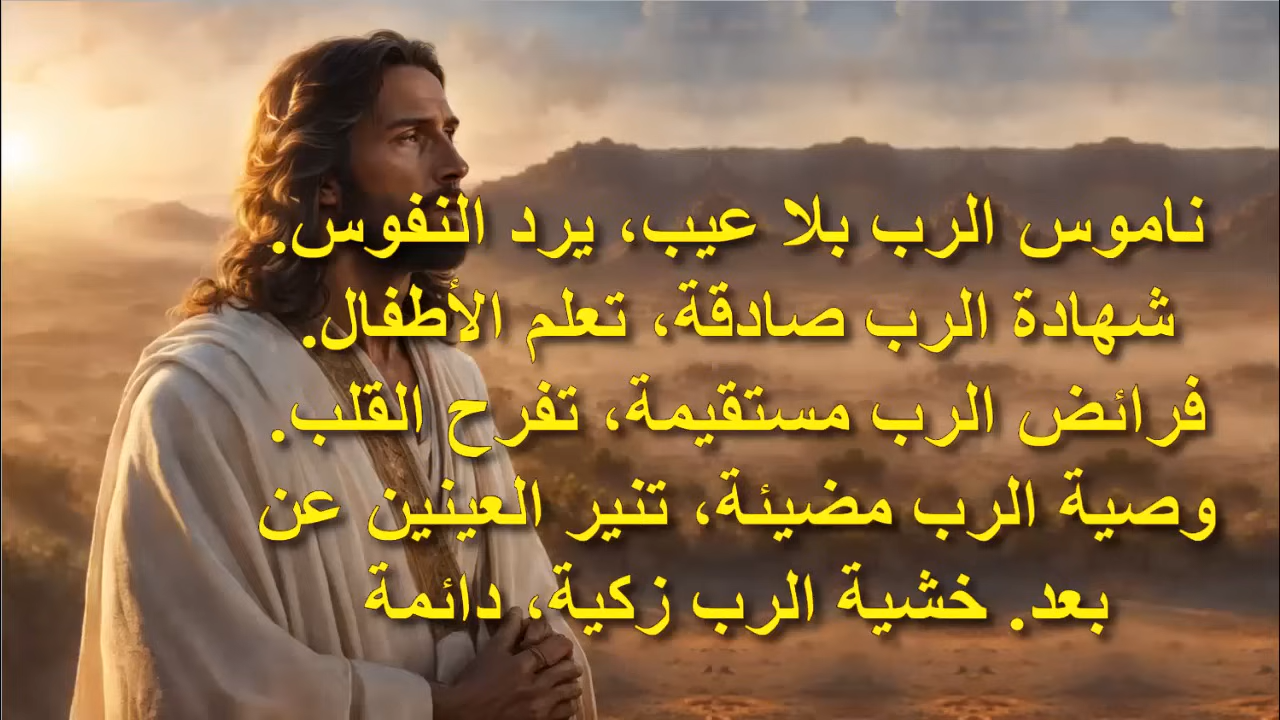 ناموس الرب بلا عيب، يرد النفوس.
شهادة الرب صادقة، تعلم الأطفال.
فرائض الرب مستقيمة، تفرح القلب.
وصية الرب مضيئة، تنير العينين عن
بعد. خشية الرب زكية، دائمة